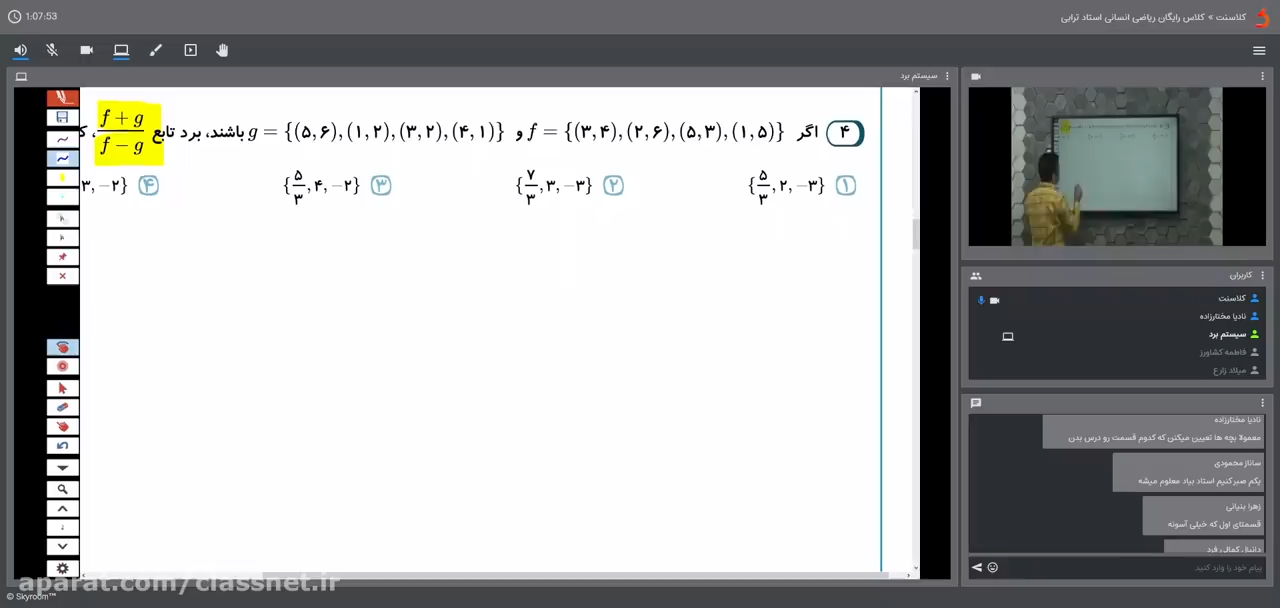 1:07:53
کلاسنت » کلاس رایگان ریاضی انسانی استاد ترابی
سیستم برد
۴ اگر f = {(۳,۴),(۲,۶),(۵,۳),(۱,۵)} و g = {(۵,۶),(۱,۲),(۳,۲),(۴,۱)} باشند، برد تابع (f+g)/(f−g)، ک
۱ {۵/۳, ۲, −۳} ۲ {۷/۳, ۳, −۳} ۳ {۵/۳, ۴, −۲} ۴ ۳, −۲}
کاربران
کلاسنت
نادیا مختارزاده
سیستم برد
فاطمه کشاورز
میلاد زارع
نادیا مختارزاده
معمولا بچه ها تعیین میکنن که کدوم قسمت رو درس بدن
ساناز محمودی
یکم صبر کنیم استاد بیاد معلوم میشه
زهرا بنیانی
قسمتای اول که خیلی آسونه
دانیال کمالی فرد
پیام خود را وارد کنید.
aparat.com/classnet.ir
© Skyroom™